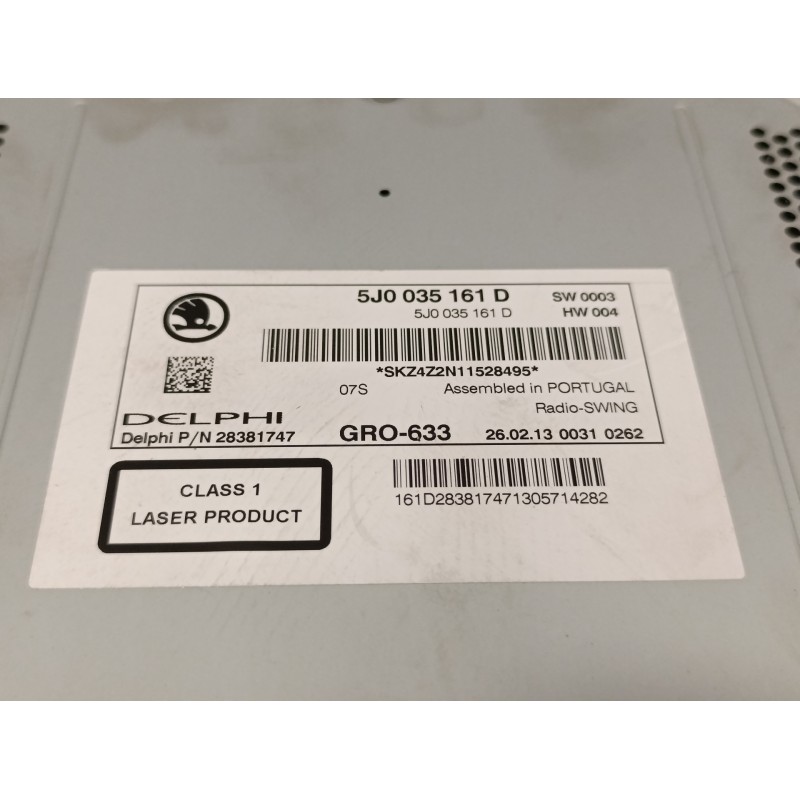 5J0 035 161 D SW 0003
5J0 035 161 D HW 004
*SKZ4Z2N11528495*
07S Assembled in PORTUGAL
Radio-SWING
DELPHI
Delphi P/N 28381747 GRO-633 26.02.13 0031 0262
CLASS 1
LASER PRODUCT
161D283817471305714282